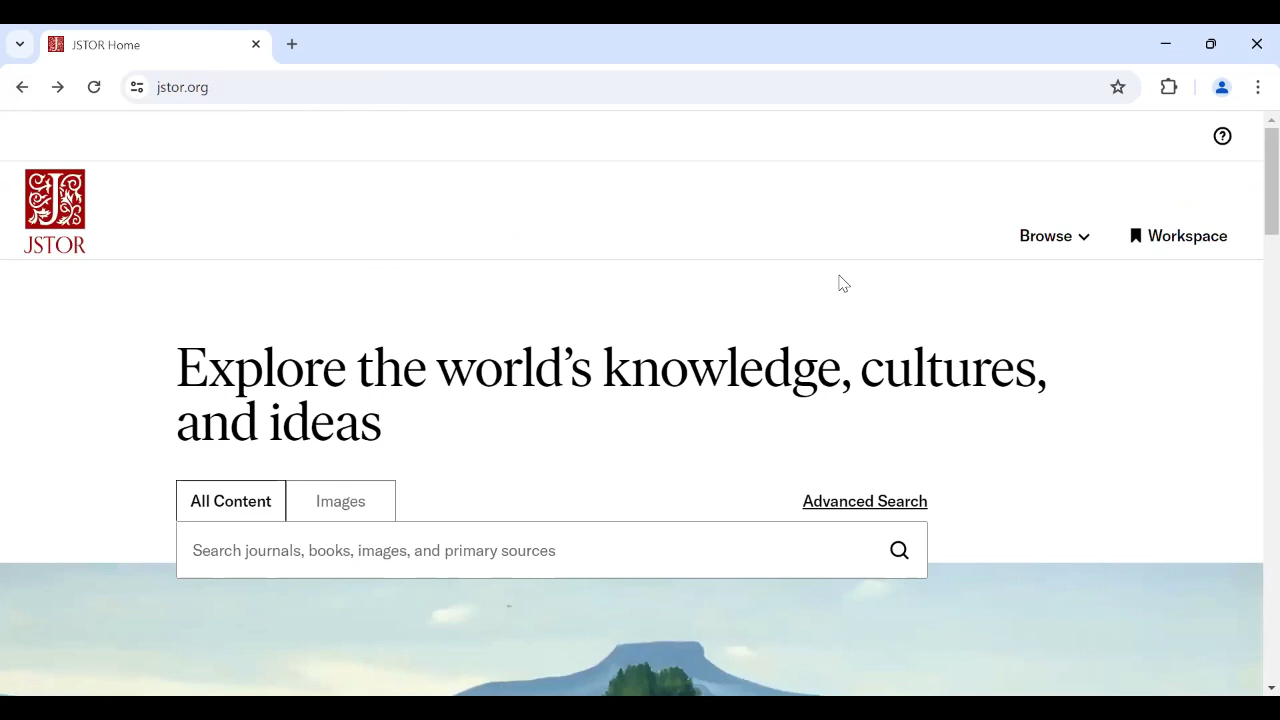 JSTOR Home
jstor.org
JSTOR
Browse
Workspace
Explore the world’s knowledge, cultures,
and ideas
All Content
Images
Advanced Search
Search journals, books, images, and primary sources